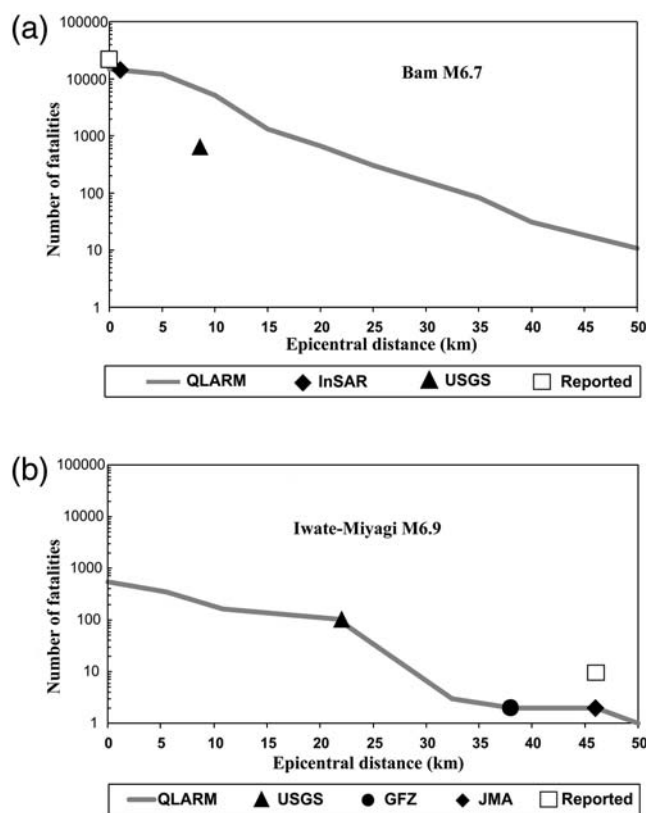 (a)
100000
Bam M6.7
10000
1000
100
10
1
Number of fatalities
0 5 10 15 20 25 30 35 40 45 50
Epicentral distance (km)
QLARM InSAR USGS Reported
(b)
100000
Iwate-Miyagi M6.9
10000
1000
100
10
1
Number of fatalities
0 5 10 15 20 25 30 35 40 45 50
Epicentral distance (km)
QLARM USGS GFZ JMA Reported